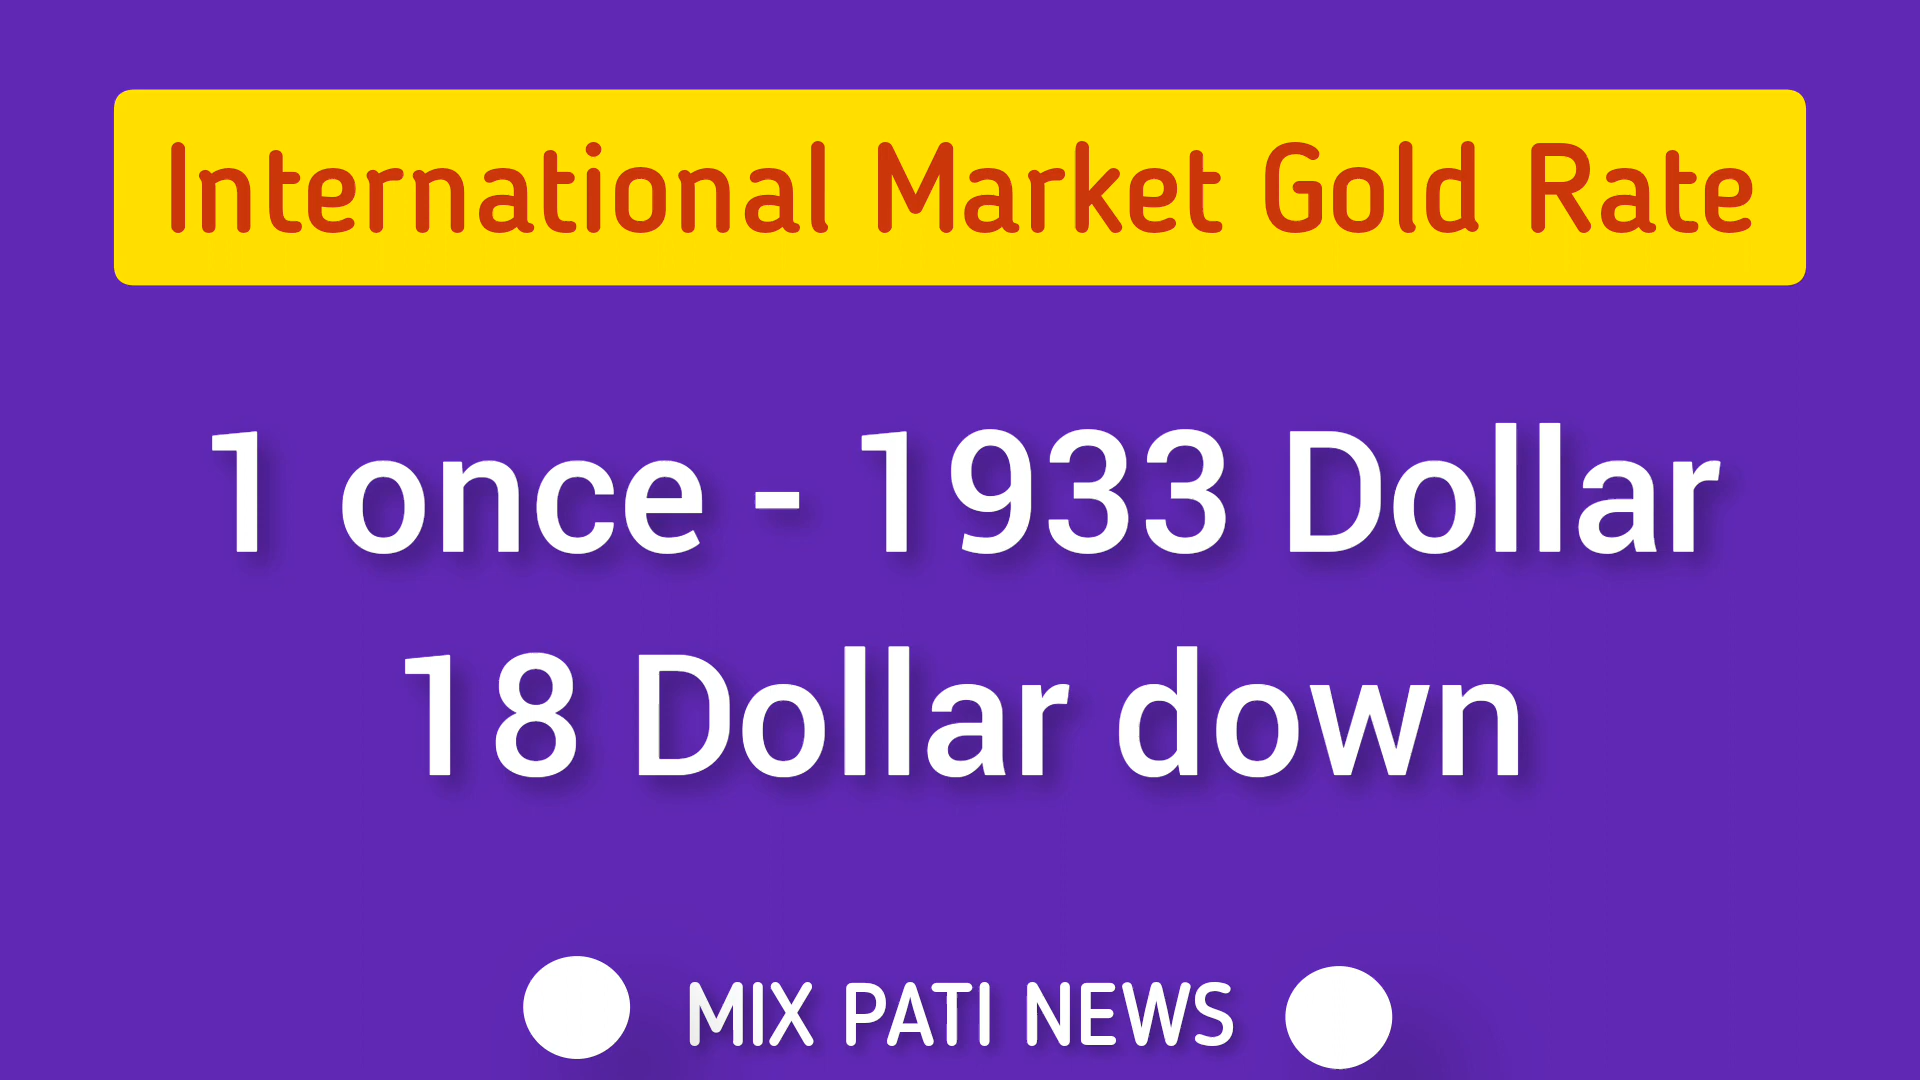 International Market Gold Rate
1 once - 1933 Dollar
18 Dollar down
MIX PATI NEWS